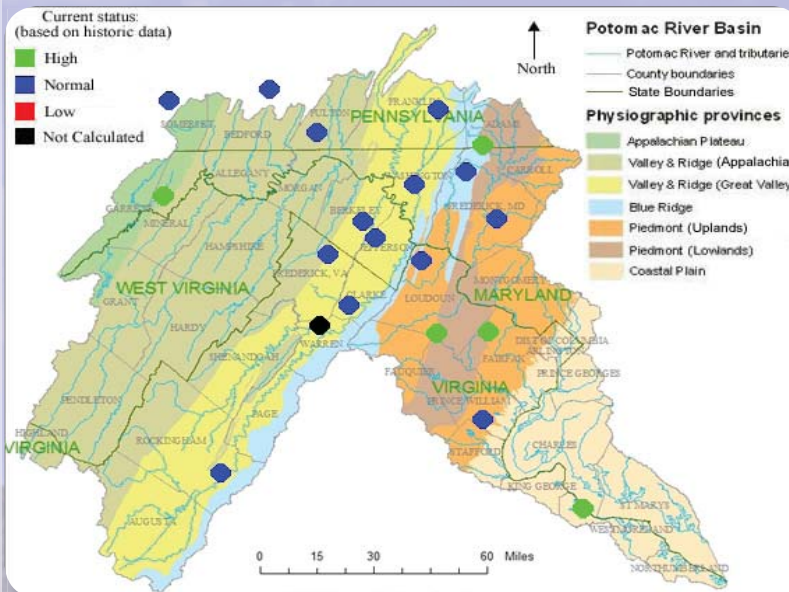 Current status:
(based on historic data)
High
Normal
Low
Not Calculated
North
Potomac River Basin
Potomac River and tributaries
County boundaries
State Boundaries
Physiographic provinces
Appalachian Plateau
Valley & Ridge (Appalachia
Valley & Ridge (Great Valley
Blue Ridge
Piedmont (Uplands)
Piedmont (Lowlands)
Coastal Plain
SOMERSET
BEDFORD
FULTON
FRANKLIN
PENNSYLVANIA
ADAMS
ALLEGANY
WASHINGTON
CARROLL
GARRETT
MINERAL
MORGAN
BERKELEY
FREDERICK, MD
HAMPSHIRE
JEFFERSON
FREDERICK, VA
WEST VIRGINIA
CLARKE
LOUDOUN
MONTGOMERY
MARYLAND
GRANT
HARDY
WARREN
SHENANDOAH
FAUQUIER
FAIRFAX
DIST OF COLUMBIA
ARLINGTON
PRINCE GEORGES
VIRGINIA
PENDLETON
PAGE
PRINCE WILLIAM
HIGHLAND
VIRGINIA
ROCKINGHAM
STAFFORD
CHARLES
KING GEORGE
ST MARYS
WESTMORELAND
AUGUSTA
NORTHUMBERLAND
0 15 30 60 Miles